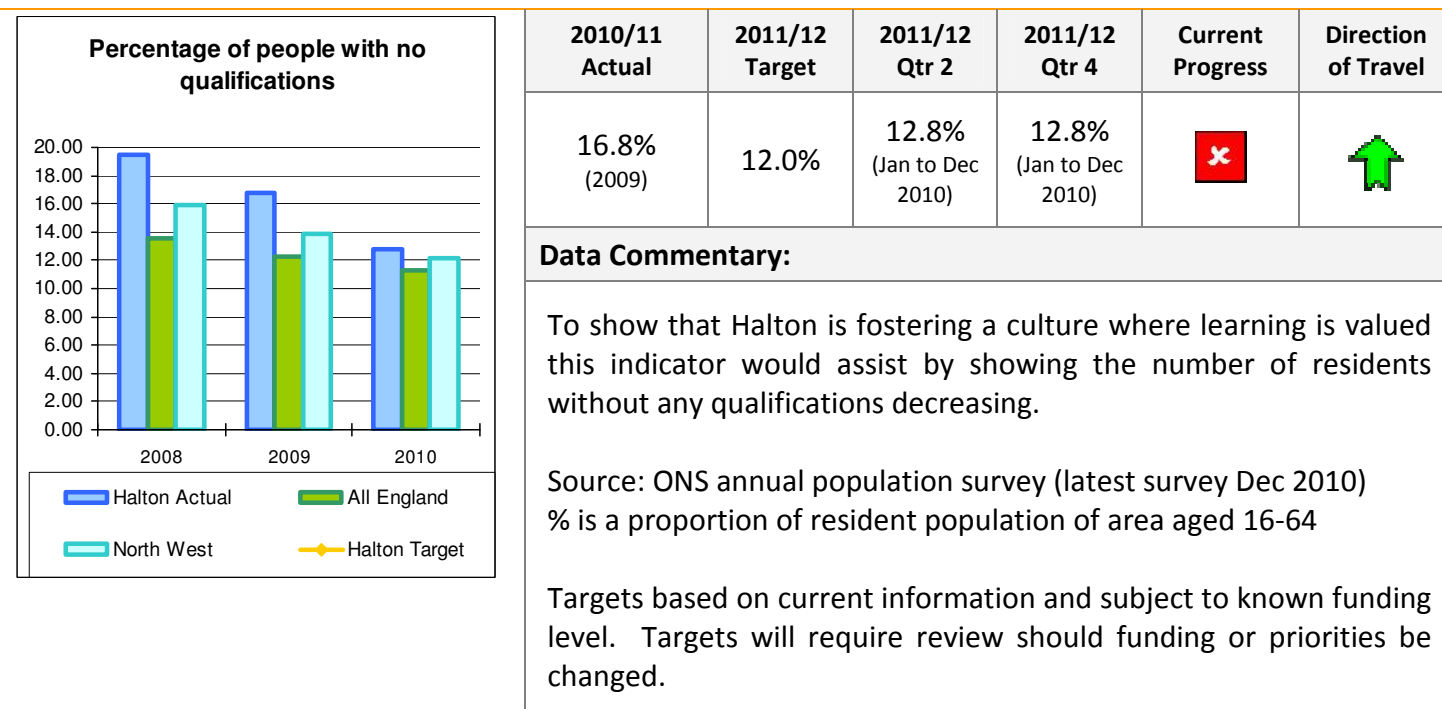 Percentage of people with no
qualifications
20.00
18.00
16.00
14.00
12.00
10.00
8.00
6.00
4.00
2.00
0.00
2008 2009 2010
Halton Actual All England
North West Halton Target
2010/11 2011/12 2011/12 2011/12 Current Direction
Actual Target Qtr 2 Qtr 4 Progress of Travel
16.8% 12.0% 12.8% 12.8%
(2009) (Jan to Dec (Jan to Dec
2010) 2010)
Data Commentary:
To show that Halton is fostering a culture where learning is valued
this indicator would assist by showing the number of residents
without any qualifications decreasing.
Source: ONS annual population survey (latest survey Dec 2010)
% is a proportion of resident population of area aged 16-64
Targets based on current information and subject to known funding
level. Targets will require review should funding or priorities be
changed.